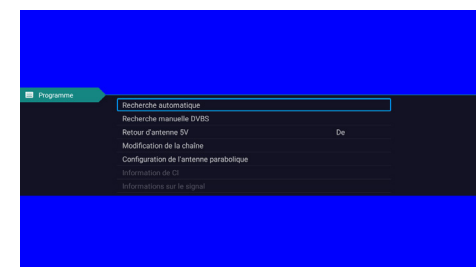 Programme
Recherche automatique
Recherche manuelle DVBS
Retour d'antenne 5V De
Modification de la chaîne
Configuration de l'antenne parabolique
Information de CI
Informations sur le signal